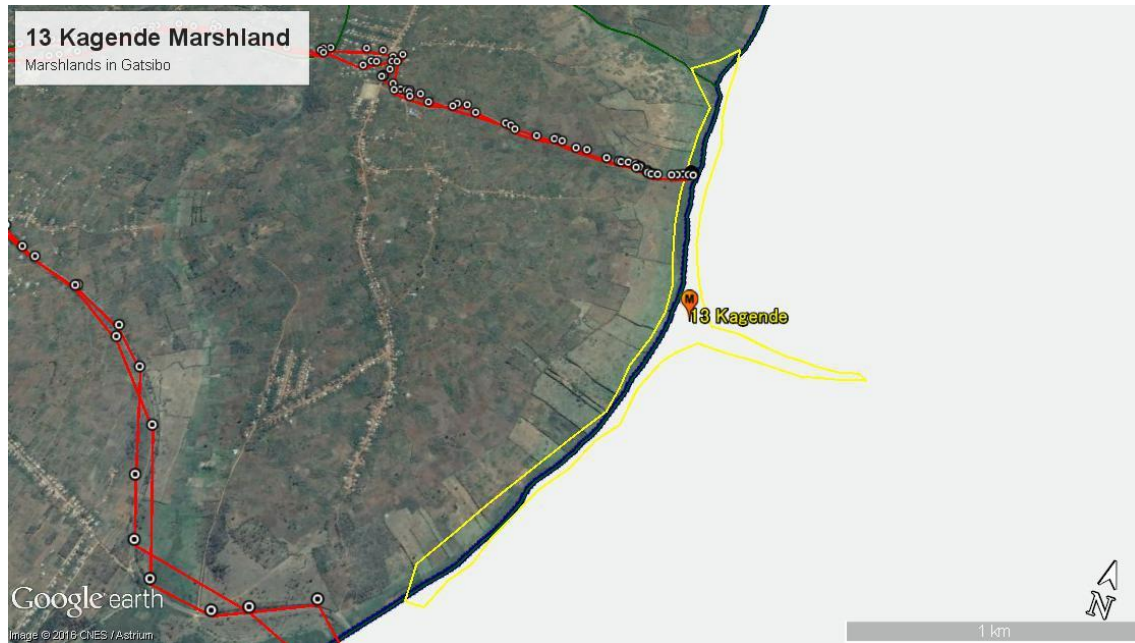 13 Kagende Marshland
Marshlands in Gatsibo
M
13 Kagende
N
Google earth
Image © 2016 CNES / Astrium
1 km